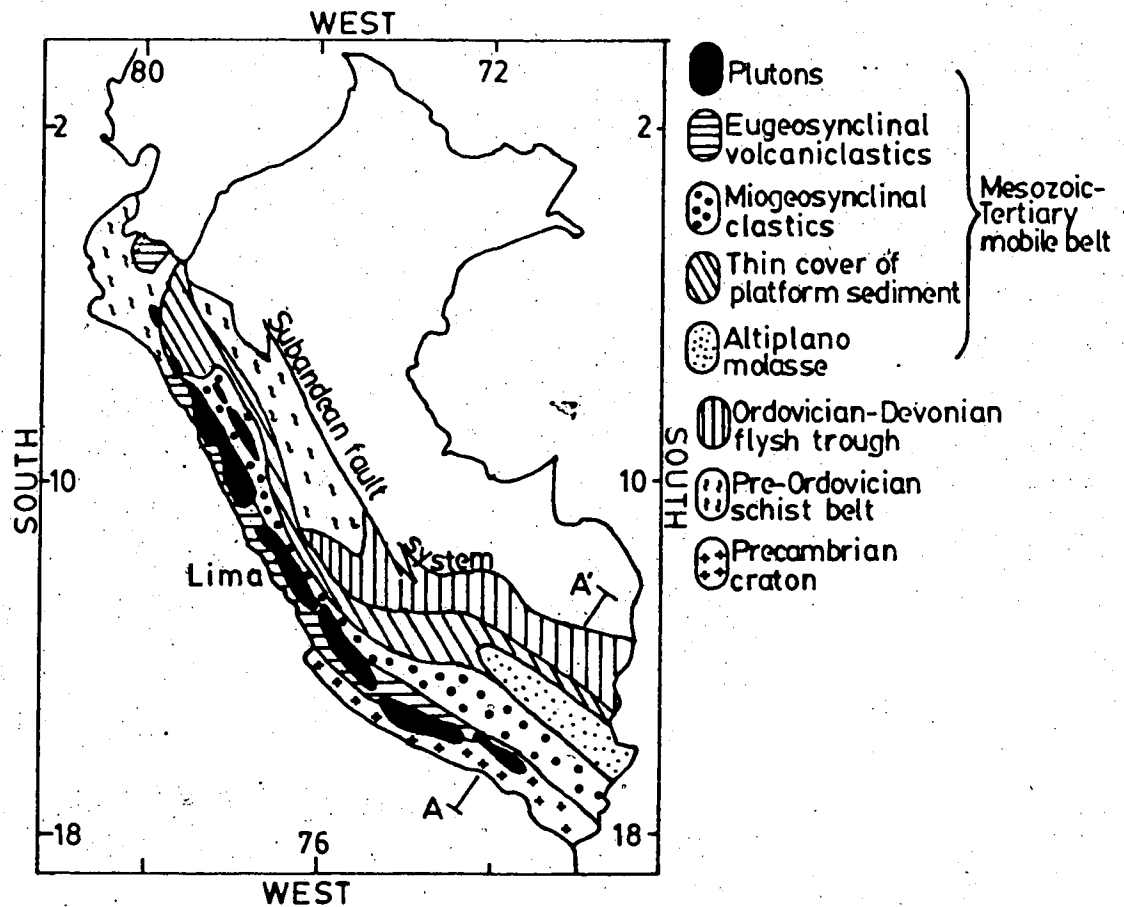 WEST
80
72
2
2
Subandean fault
system
SOUTH
SOUTH
10
10
Lima
A'
A
18
18
76
WEST
Plutons
Eugeosynclinal
volcaniclastics
Miogeosynclinal
clastics
Thin cover of
platform sediment
Altiplano
molasse
Mesozoic-
Tertiary
mobile belt
Ordovician-Devonian
flysh trough
Pre-Ordovician
schist belt
Precambrian
craton